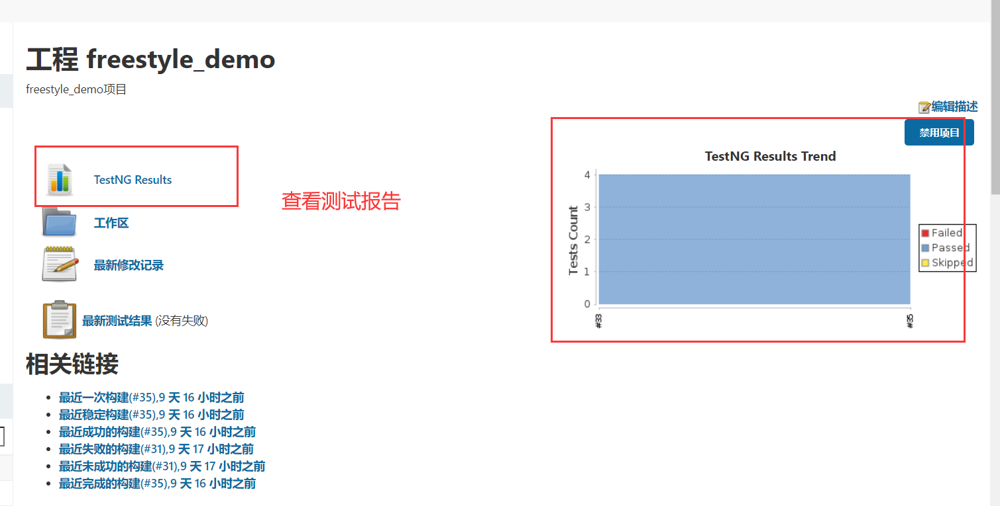 工程 freestyle_demo
freestyle_demo项目
编辑描述
禁用项目
TestNG Results
查看测试报告
工作区
最新修改记录
最新测试结果 (没有失败)
TestNG Results Trend
Tests Count
4
3
2
1
0
#33
#35
Failed
Passed
Skipped
相关链接
最近一次构建(#35),9 天 16 小时之前
最近稳定构建(#35),9 天 16 小时之前
最近成功的构建(#35),9 天 16 小时之前
最近失败的构建(#31),9 天 17 小时之前
最近未成功的构建(#31),9 天 17 小时之前
最近完成的构建(#35),9 天 16 小时之前